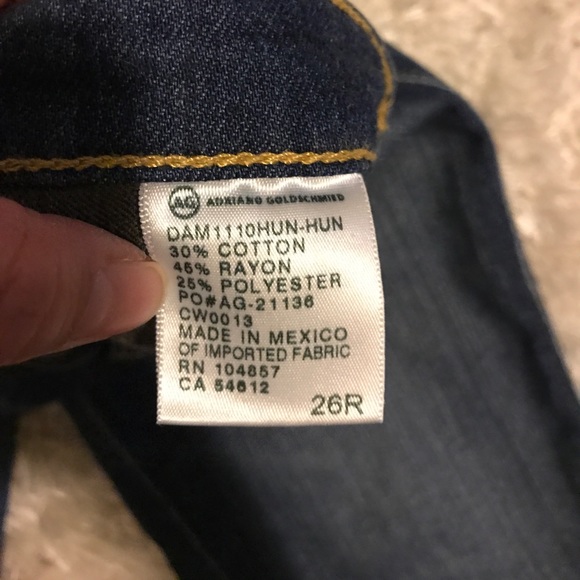 AG ADRIANO GOLDSCHMIED
DAM1110HUN-HUN
30% COTTON
45% RAYON
25% POLYESTER
PO#AG-21136
CW0013
MADE IN MEXICO
OF IMPORTED FABRIC
RN 104857
CA 54612
26R